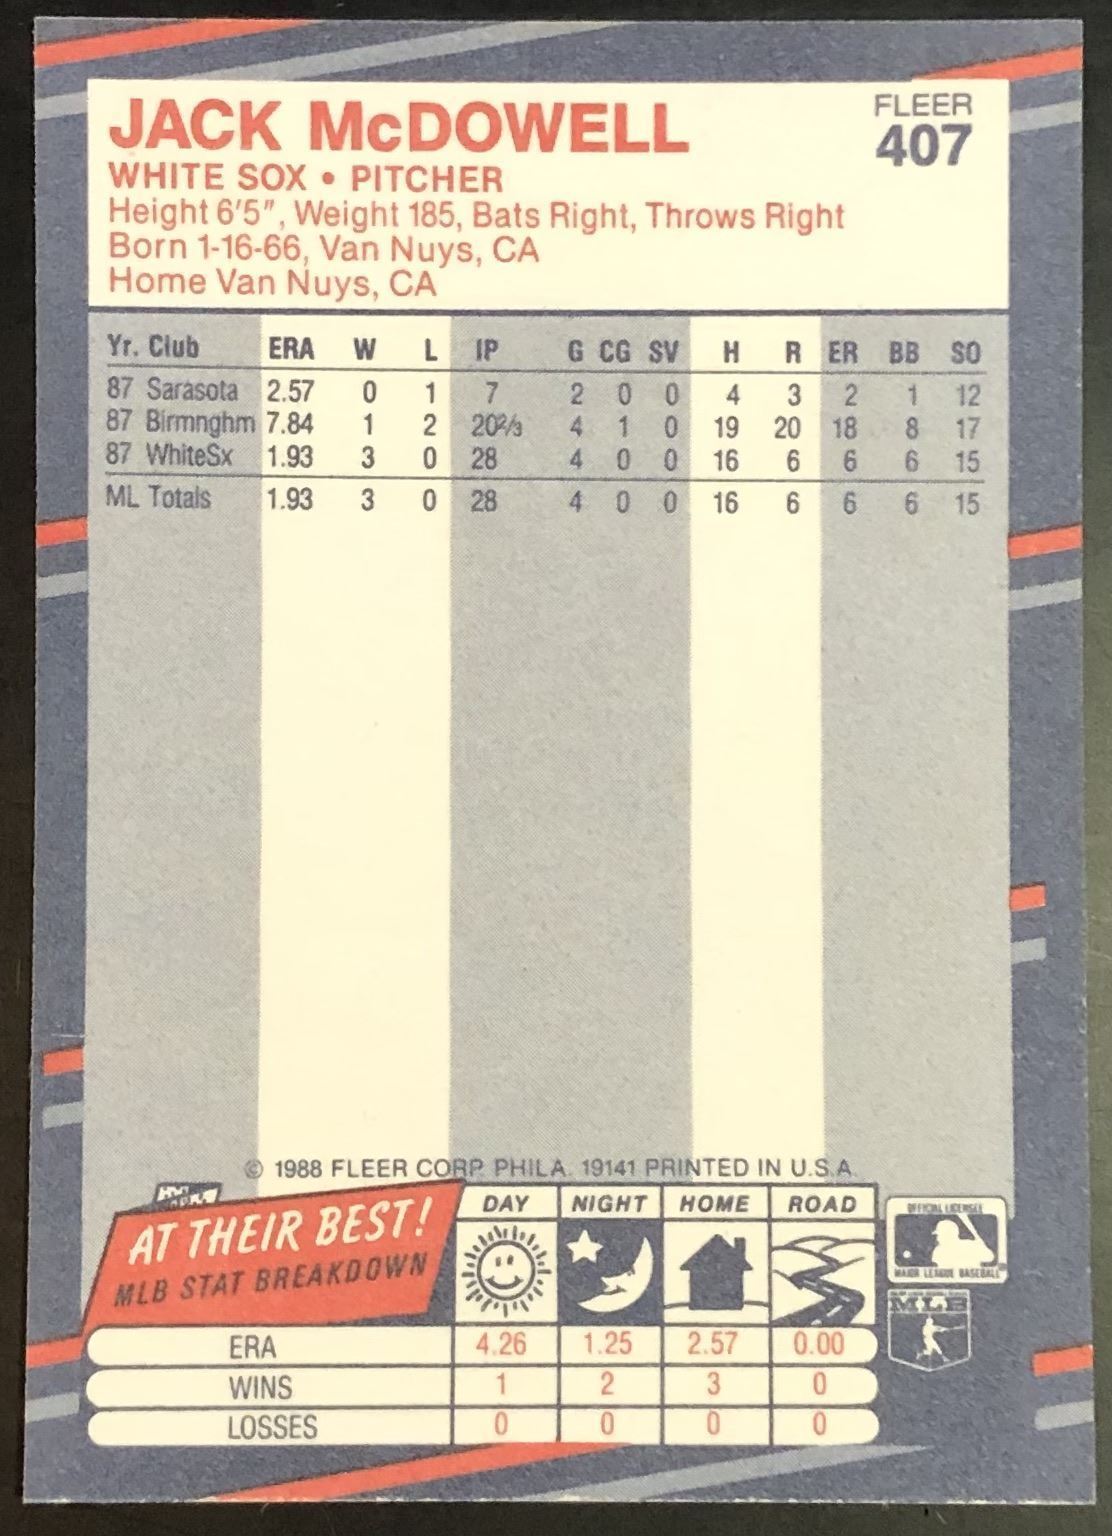 JACK McDOWELL
FLEER
407
WHITE SOX • PITCHER
Height 6'5", Weight 185, Bats Right, Throws Right
Born 1-16-66, Van Nuys, CA
Home Van Nuys, CA
Yr. Club ERA W L IP G CG SV H R ER BB SO
87 Sarasota 2.57 0 1 7 2 0 0 4 3 2 1 12
87 Birmnghm 7.84 1 2 20⅔ 4 1 0 19 20 18 8 17
87 WhiteSx 1.93 3 0 28 4 0 0 16 6 6 6 15
ML Totals 1.93 3 0 28 4 0 0 16 6 6 6 15
© 1988 FLEER CORP. PHILA. 19141 PRINTED IN U.S.A.
AT THEIR BEST!
MLB STAT BREAKDOWN
DAY NIGHT HOME ROAD
ERA 4.26 1.25 2.57 0.00
WINS 1 2 3 0
LOSSES 0 0 0 0
OFFICIAL LICENSEE
MAJOR LEAGUE BASEBALL
MLB